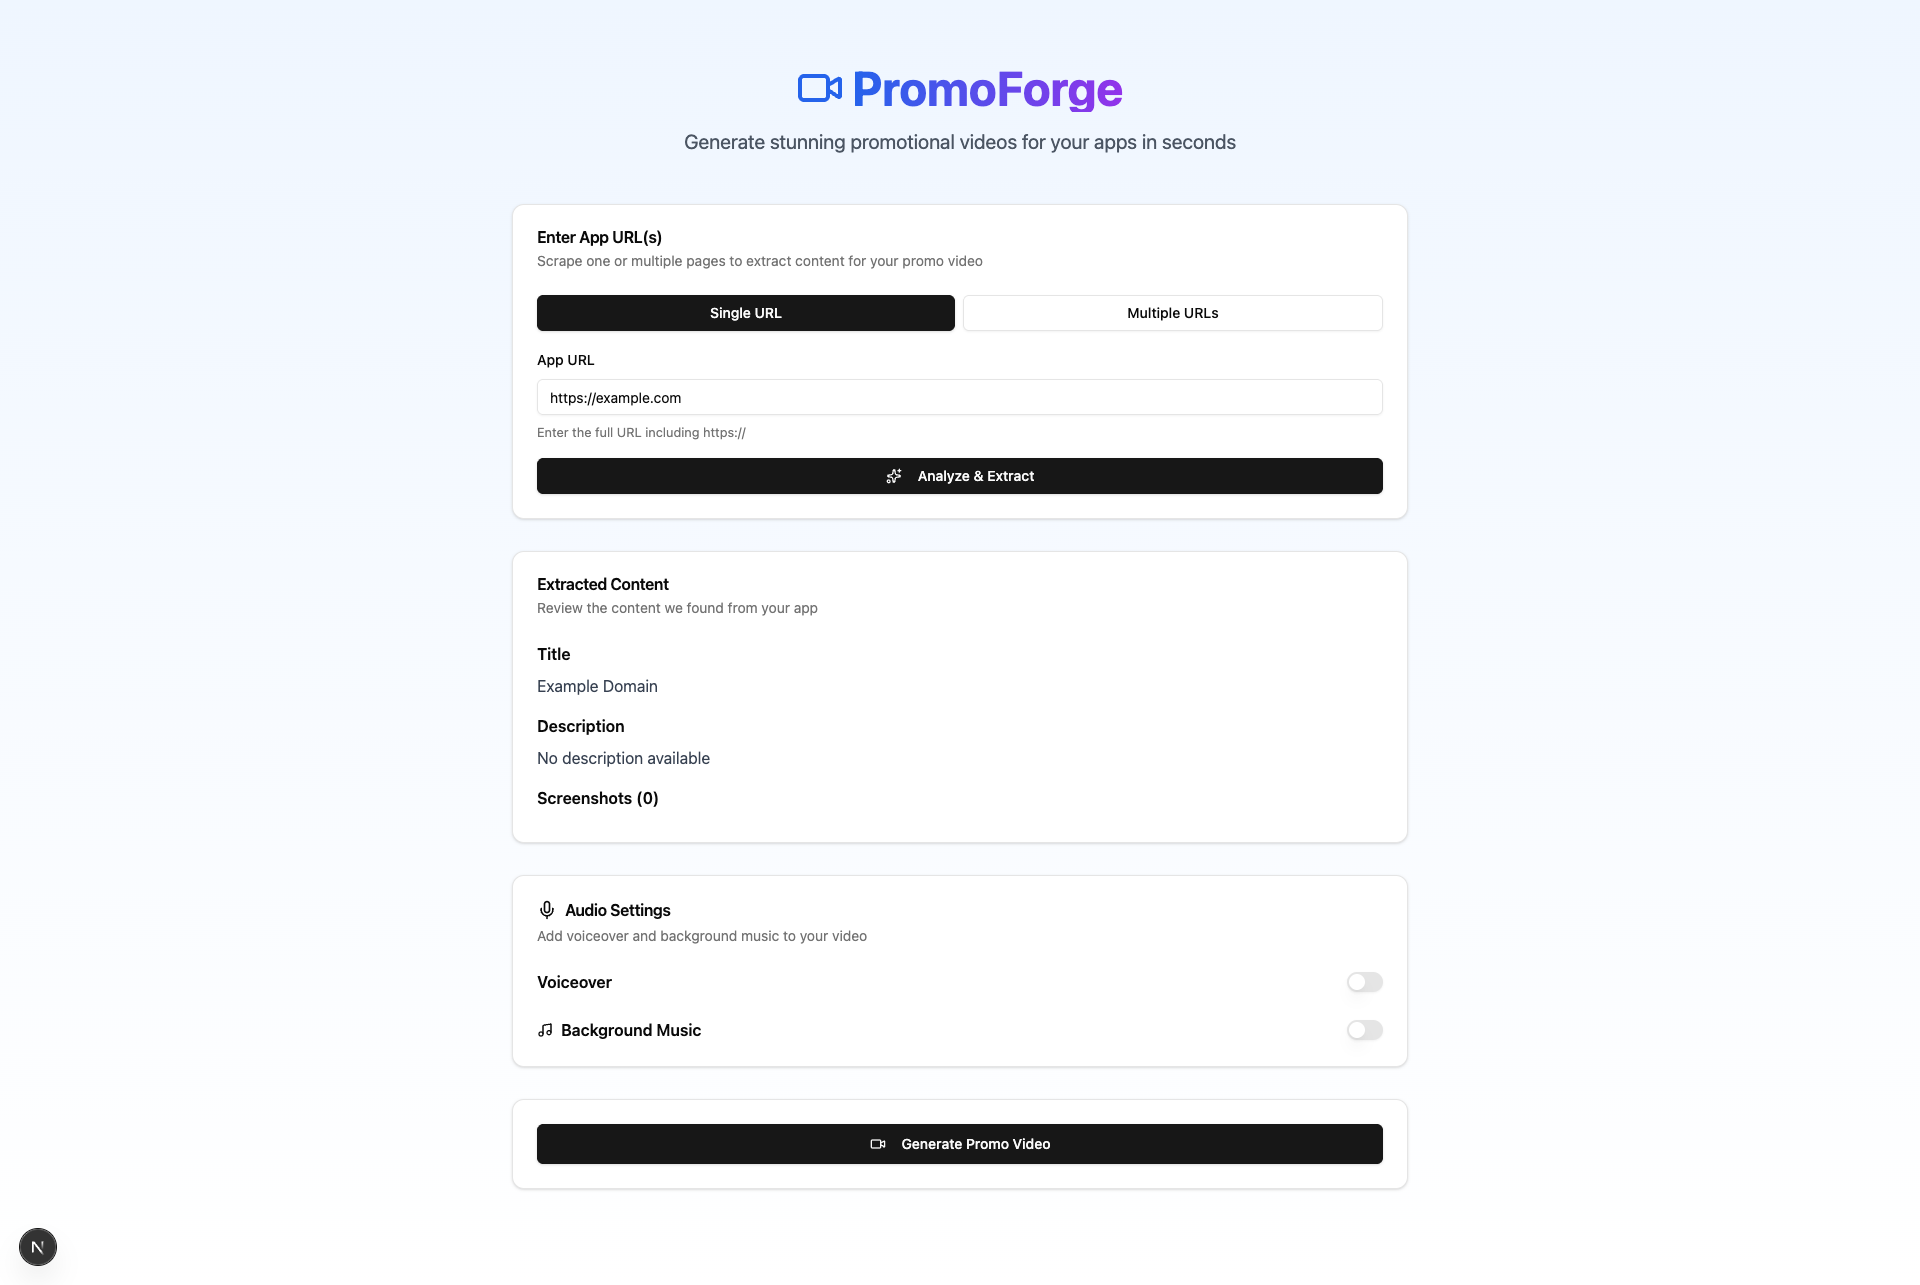 PromoForge
Generate stunning promotional videos for your apps in seconds
Enter App URL(s)
Scrape one or multiple pages to extract content for your promo video
Single URL
Multiple URLs
App URL
https://example.com
Enter the full URL including https://
Analyze & Extract
Extracted Content
Review the content we found from your app
Title
Example Domain
Description
No description available
Screenshots (0)
Audio Settings
Add voiceover and background music to your video
Voiceover
Background Music
Generate Promo Video
N